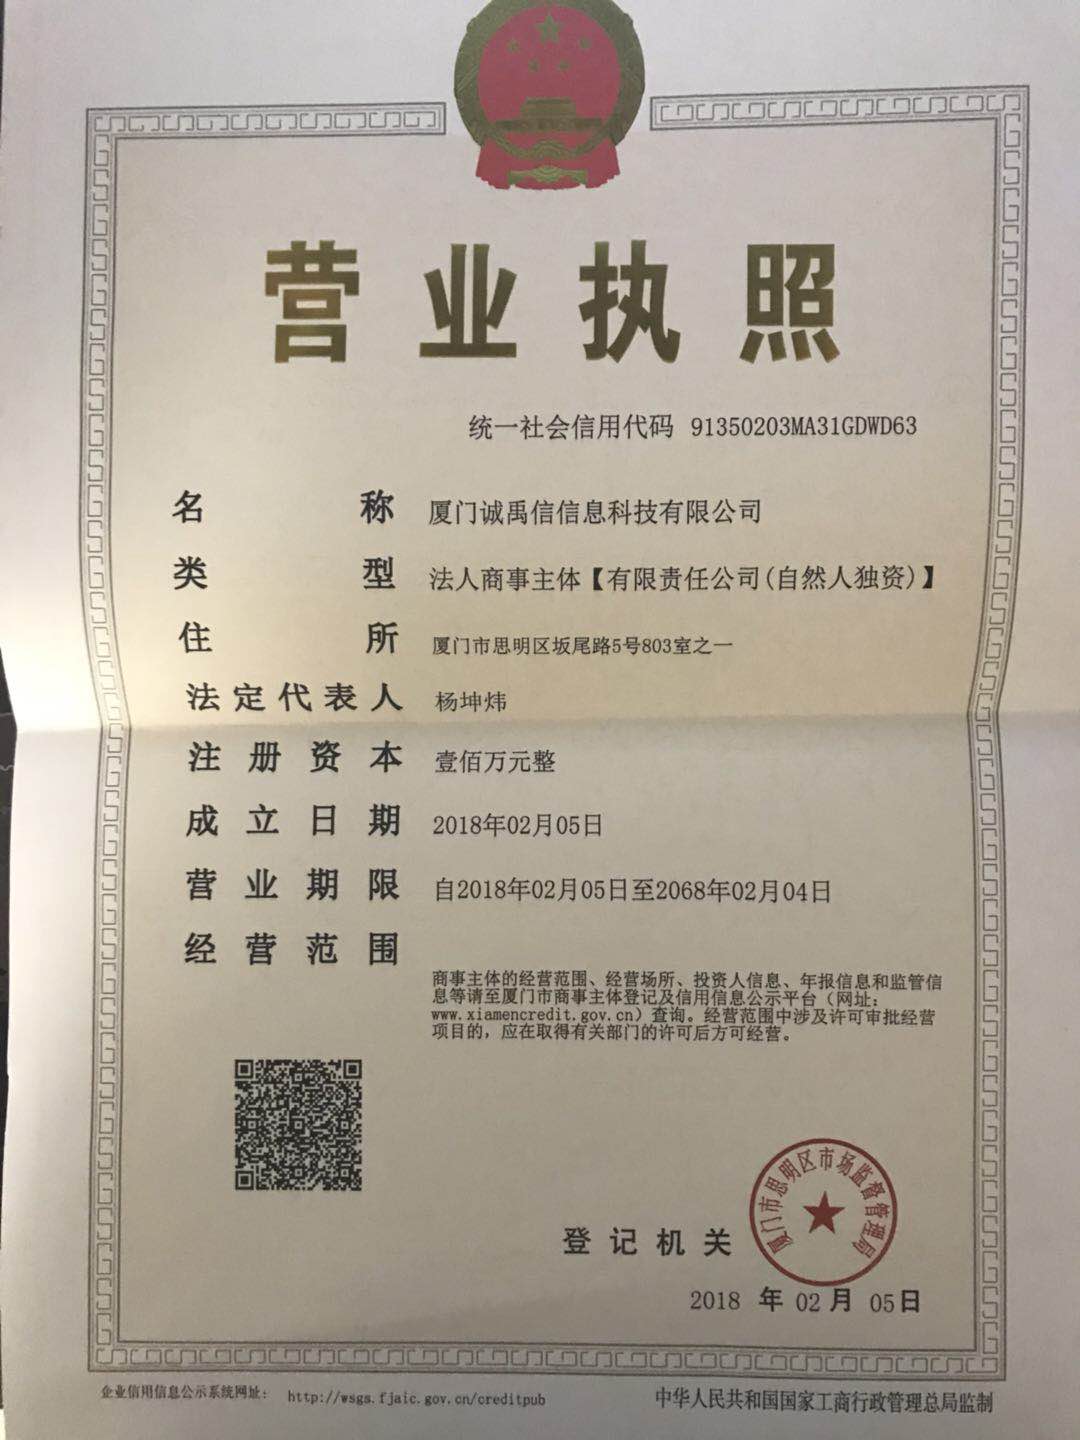 营业执照
统一社会信用代码 91350203MA31GDWD63
名称 厦门诚禹信信息科技有限公司
类型 法人商事主体【有限责任公司(自然人独资)】
住所 厦门市思明区坂尾路5号803室之一
法定代表人 杨坤炜
注册资本 壹佰万元整
成立日期 2018年02月05日
营业期限 自2018年02月05日至2068年02月04日
经营范围
商事主体的经营范围、经营场所、投资人信息、年报信息和监管信
息等请至厦门市商事主体登记及信用信息公示平台（网址：
www.xiamencredit.gov.cn）查询。经营范围中涉及许可审批经营
项目的，应在取得有关部门的许可后方可经营。
厦门市思明区市场监督管理局
登记机关
2018 年 02 月 05 日
企业信用信息公示系统网址： http://wsgs.fjaic.gov.cn/creditpub
中华人民共和国国家工商行政管理总局监制